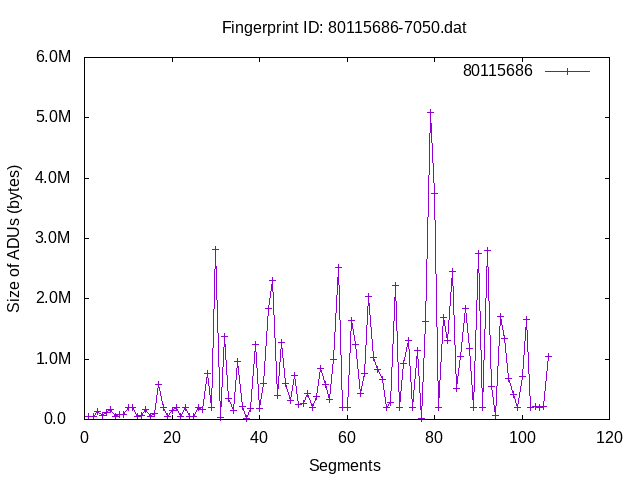 Fingerprint ID: 80115686-7050.dat
80115686
Size of ADUs (bytes)
6.0M
5.0M
4.0M
3.0M
2.0M
1.0M
0.0
0 20 40 60 80 100 120
Segments